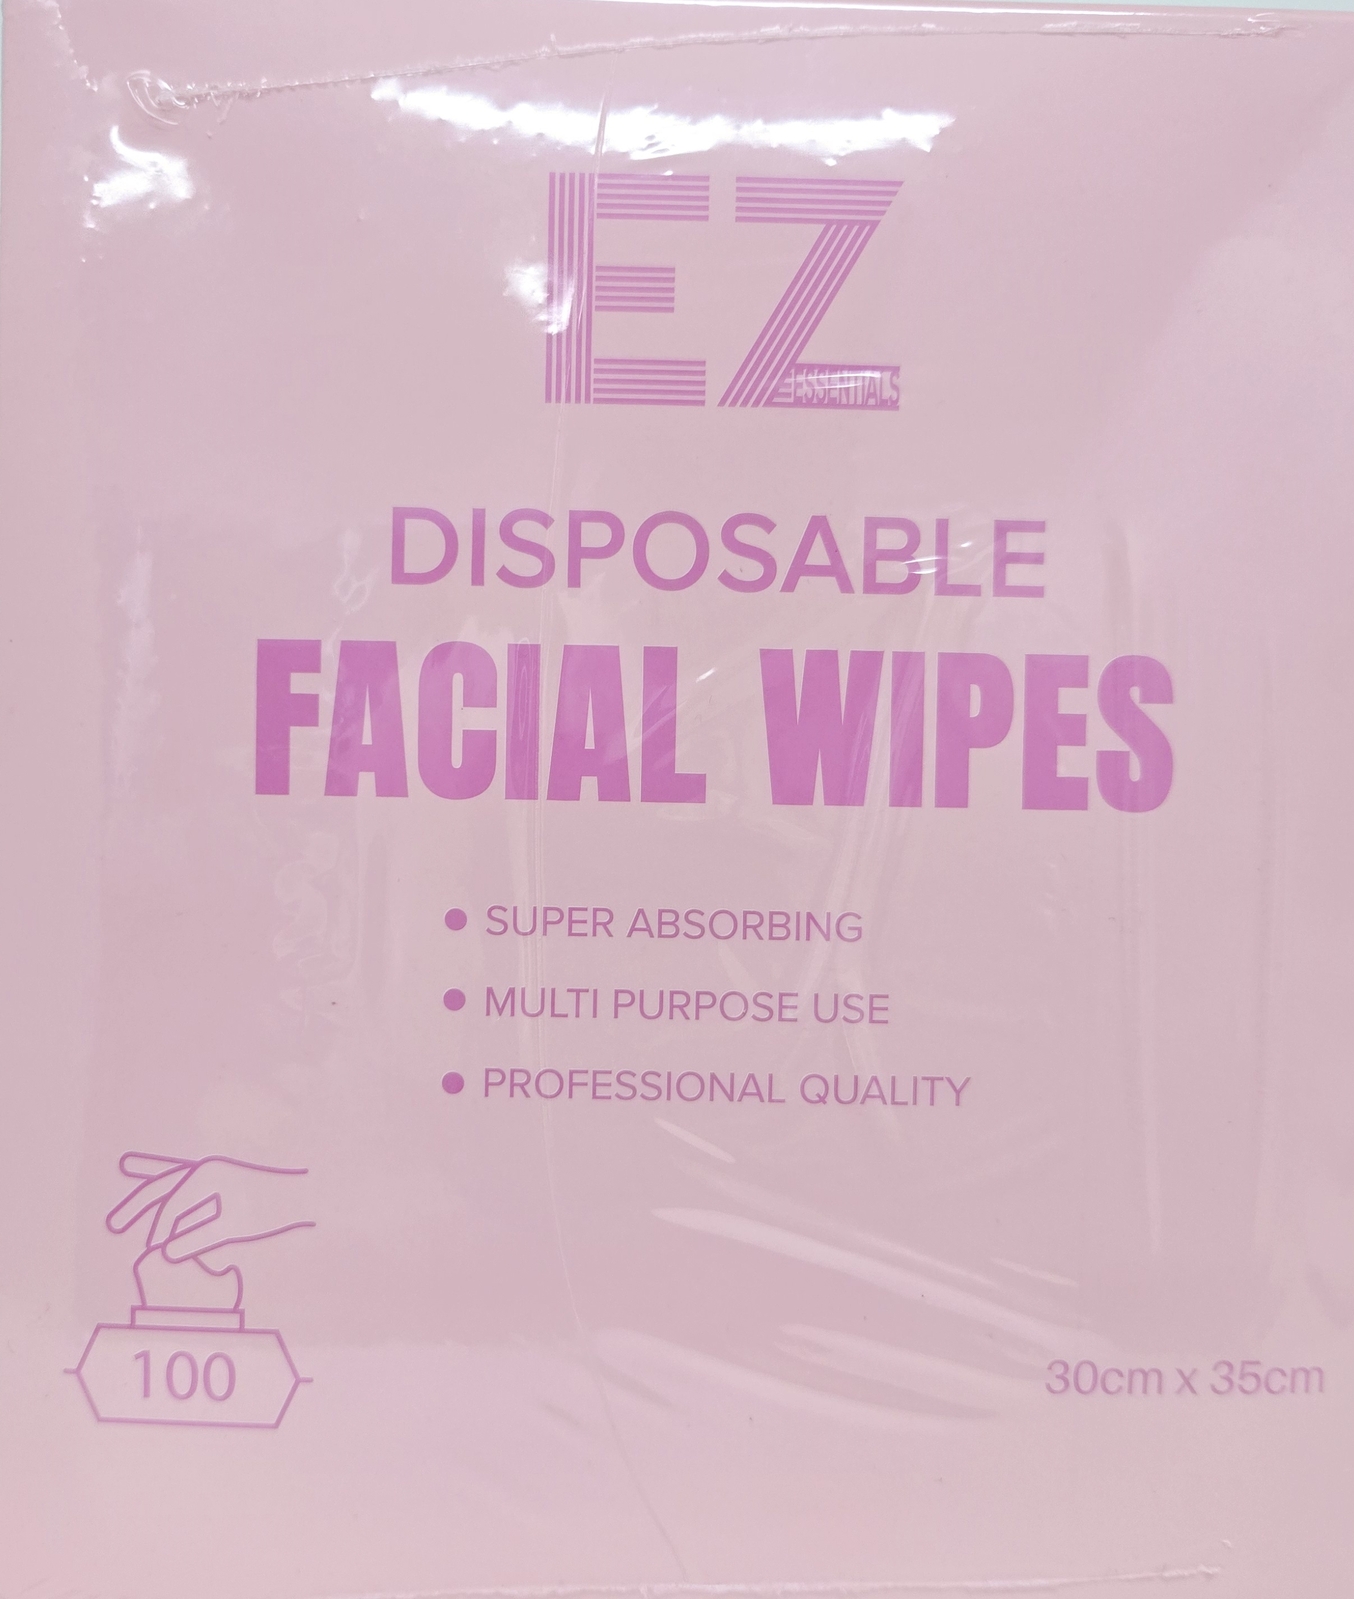 EZ
ESSENTIALS
DISPOSABLE
FACIAL WIPES
• SUPER ABSORBING
• MULTI PURPOSE USE
• PROFESSIONAL QUALITY
100
30cm x 35cm